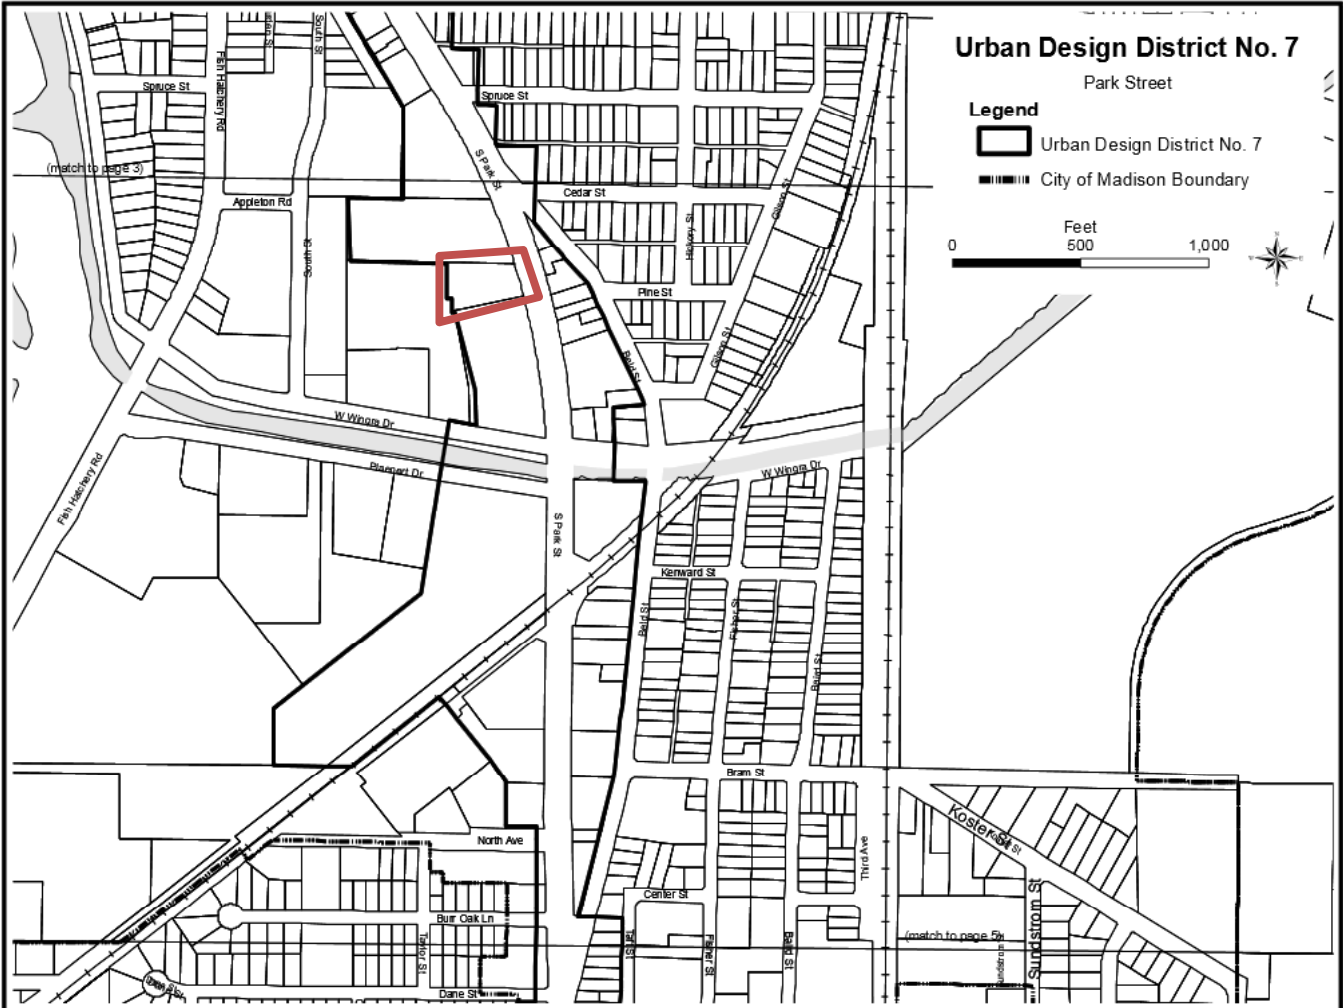 Urban Design District No. 7
Park Street
Legend
Urban Design District No. 7
City of Madison Boundary
Feet
0 500 1,000
South St
Fish Hatchery Rd
Spruce St
Spruce St
(match to page 3)
S Park St
Cedar St
Gilson St
Appleton Rd
Hickory St
South St
Pine St
Gilson St
Beld St
W Wingra Dr
Plaenert Dr
W Wingra Dr
Fish Hatchery Rd
S Park St
Kenward St
Beld St
Fisher St
Baird St
Bram St
Koster St
North Ave
Third Ave
Center St
Sundstrom St
Burr Oak Ln
(match to page 5)
Taylor St
Taft St
Fisher St
Dane St